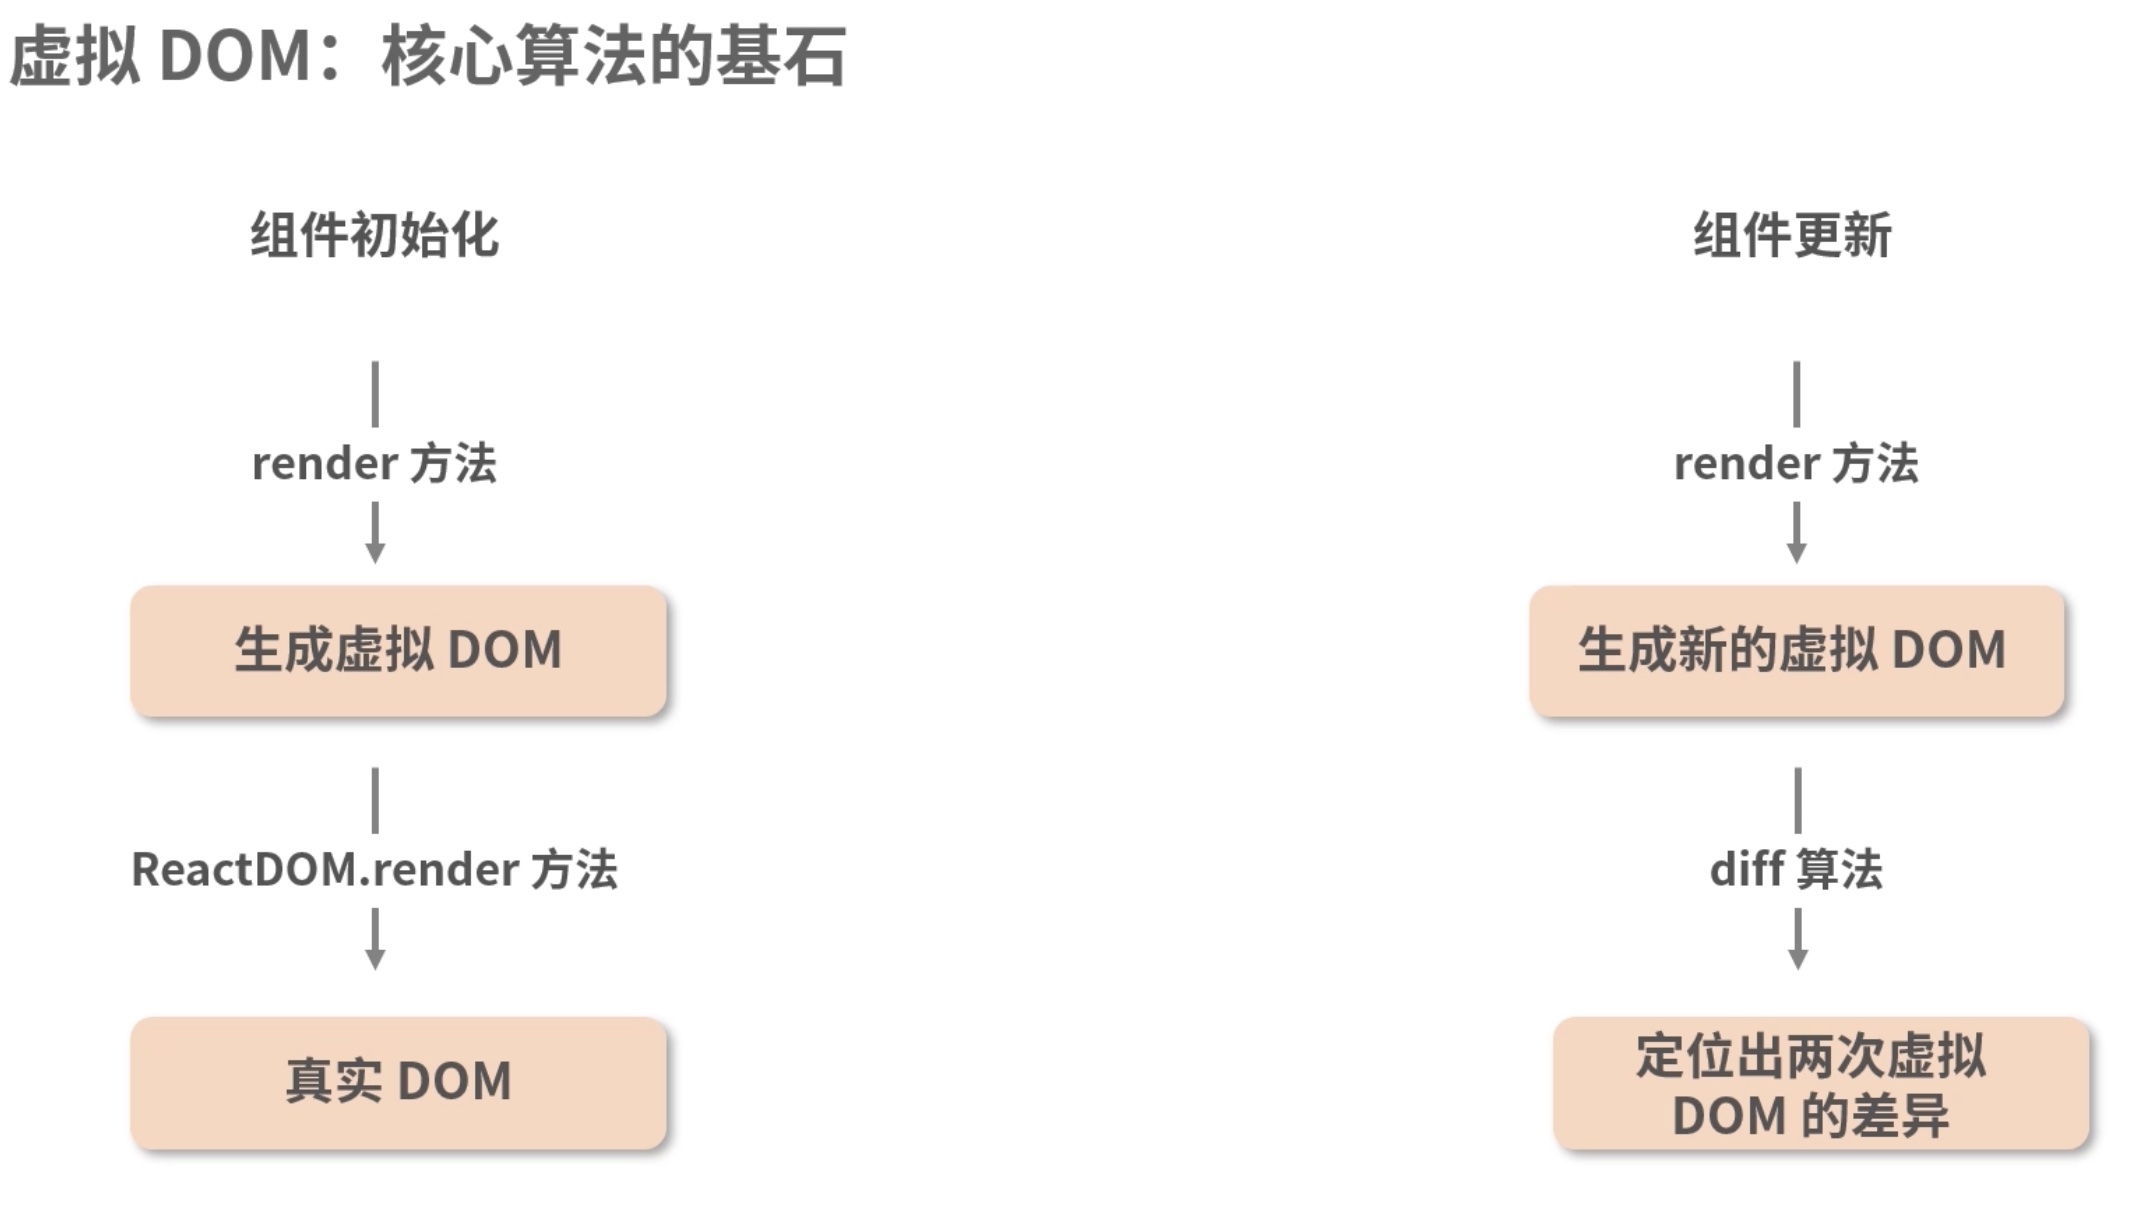 虚拟 DOM：核心算法的基石
组件初始化
render 方法
生成虚拟 DOM
ReactDOM.render 方法
真实 DOM
组件更新
render 方法
生成新的虚拟 DOM
diff 算法
定位出两次虚拟
DOM 的差异